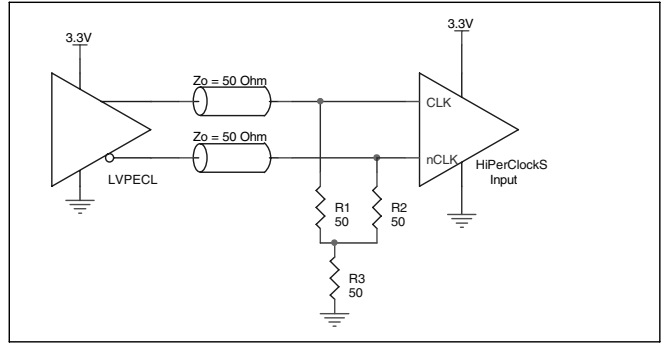 3.3V
3.3V
Zo = 50 Ohm
CLK
Zo = 50 Ohm
nCLK
HiPerClockS
Input
LVPECL
R1
50
R2
50
R3
50